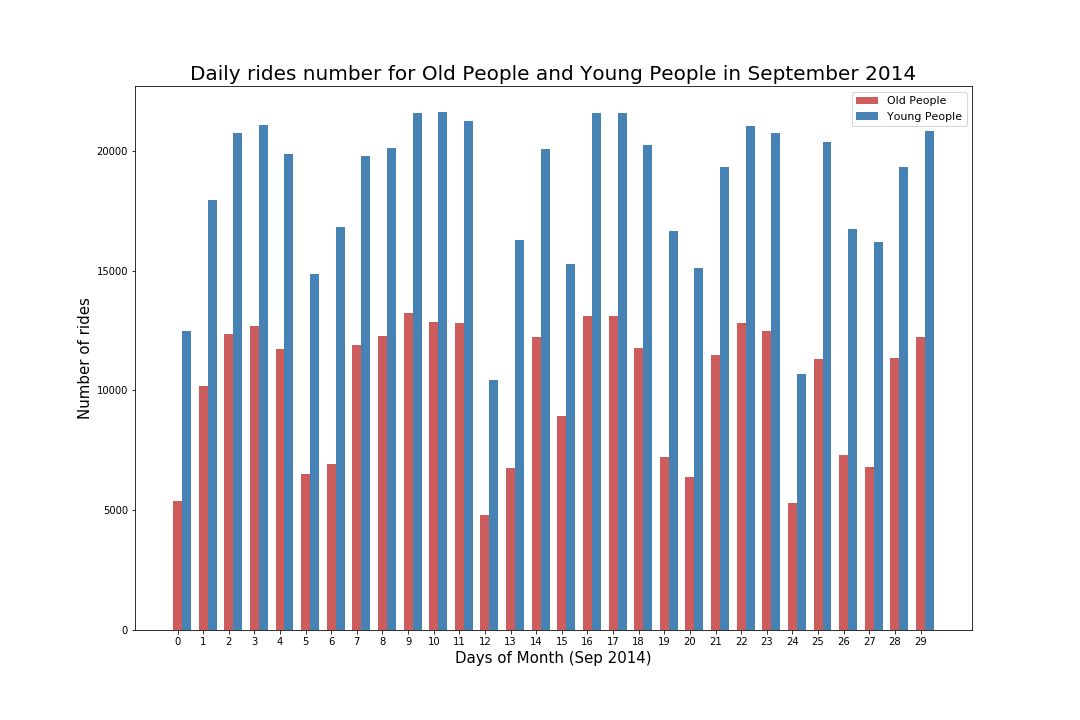 Daily rides number for Old People and Young People in September 2014
Old People
Young People
Number of rides
20000
15000
10000
5000
0
0 1 2 3 4 5 6 7 8 9 10 11 12 13 14 15 16 17 18 19 20 21 22 23 24 25 26 27 28 29
Days of Month (Sep 2014)